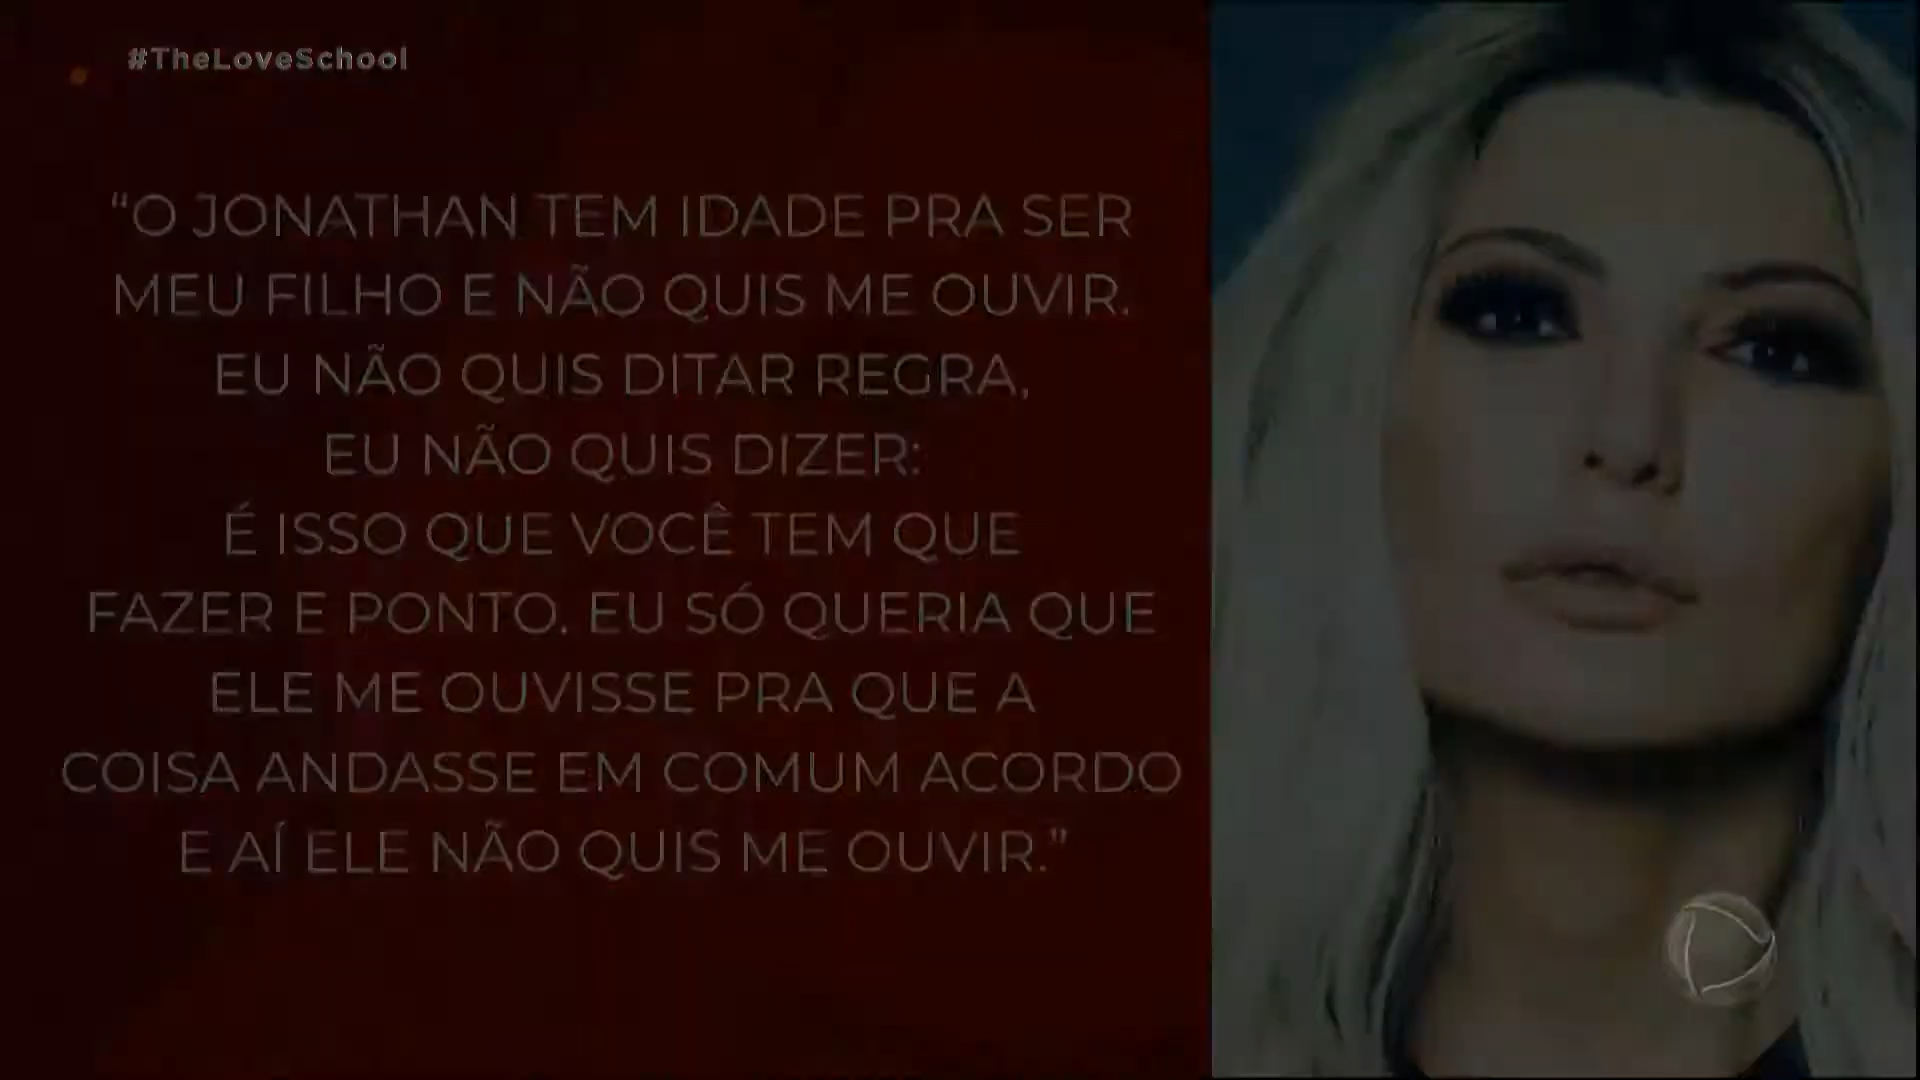 #TheLoveSchool
“O JONATHAN TEM IDADE PRA SER
MEU FILHO E NÃO QUIS ME OUVIR.
EU NÃO QUIS DITAR REGRA,
EU NÃO QUIS DIZER:
É ISSO QUE VOCÊ TEM QUE
FAZER E PONTO. EU SÓ QUERIA QUE
ELE ME OUVISSE PRA QUE A
COISA ANDASSE EM COMUM ACORDO
E AÍ ELE NÃO QUIS ME OUVIR.”